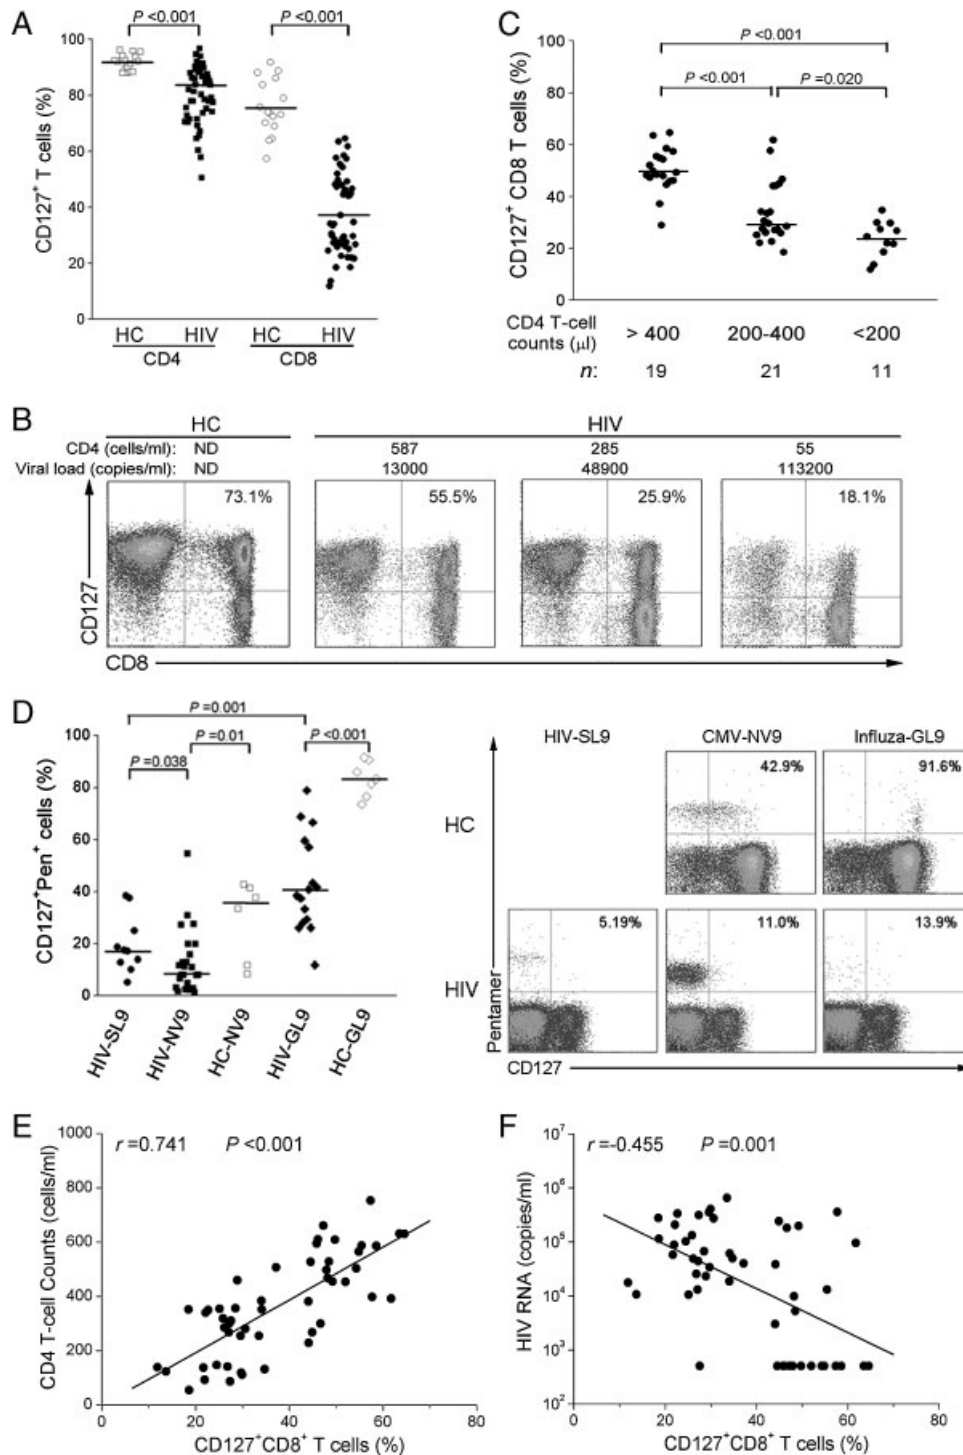 A
P <0.001
P <0.001
CD127+ T cells (%)
100
80
60
40
20
0
HC
HIV
HC
HIV
CD4
CD8
C
P <0.001
P <0.001
P =0.020
CD127+ CD8 T cells (%)
100
80
60
40
20
0
CD4 T-cell counts (µl)
> 400
200-400
<200
n:
19
21
11
B
HC
HIV
CD4 (cells/ml):
ND
587
285
55
Viral load (copies/ml):
ND
13000
48900
113200
73.1%
55.5%
25.9%
18.1%
CD127
CD8
D
P =0.001
P =0.01
P <0.001
P =0.038
CD127+Pen+ cells (%)
100
80
60
40
20
0
HIV-SL9
HIV-NV9
HC-NV9
HIV-GL9
HC-GL9
HIV-SL9
CMV-NV9
Influza-GL9
HC
42.9%
91.6%
HIV
5.19%
11.0%
13.9%
Pentamer
CD127
E
r =0.741
P <0.001
CD4 T-cell Counts (cells/ml)
1000
800
600
400
200
0
0
20
40
60
80
CD127+CD8+ T cells (%)
F
r =-0.455
P =0.001
HIV RNA (copies/ml)
10^7
10^6
10^5
10^4
10^3
10^2
0
20
40
60
80
CD127+CD8+ T cells (%)